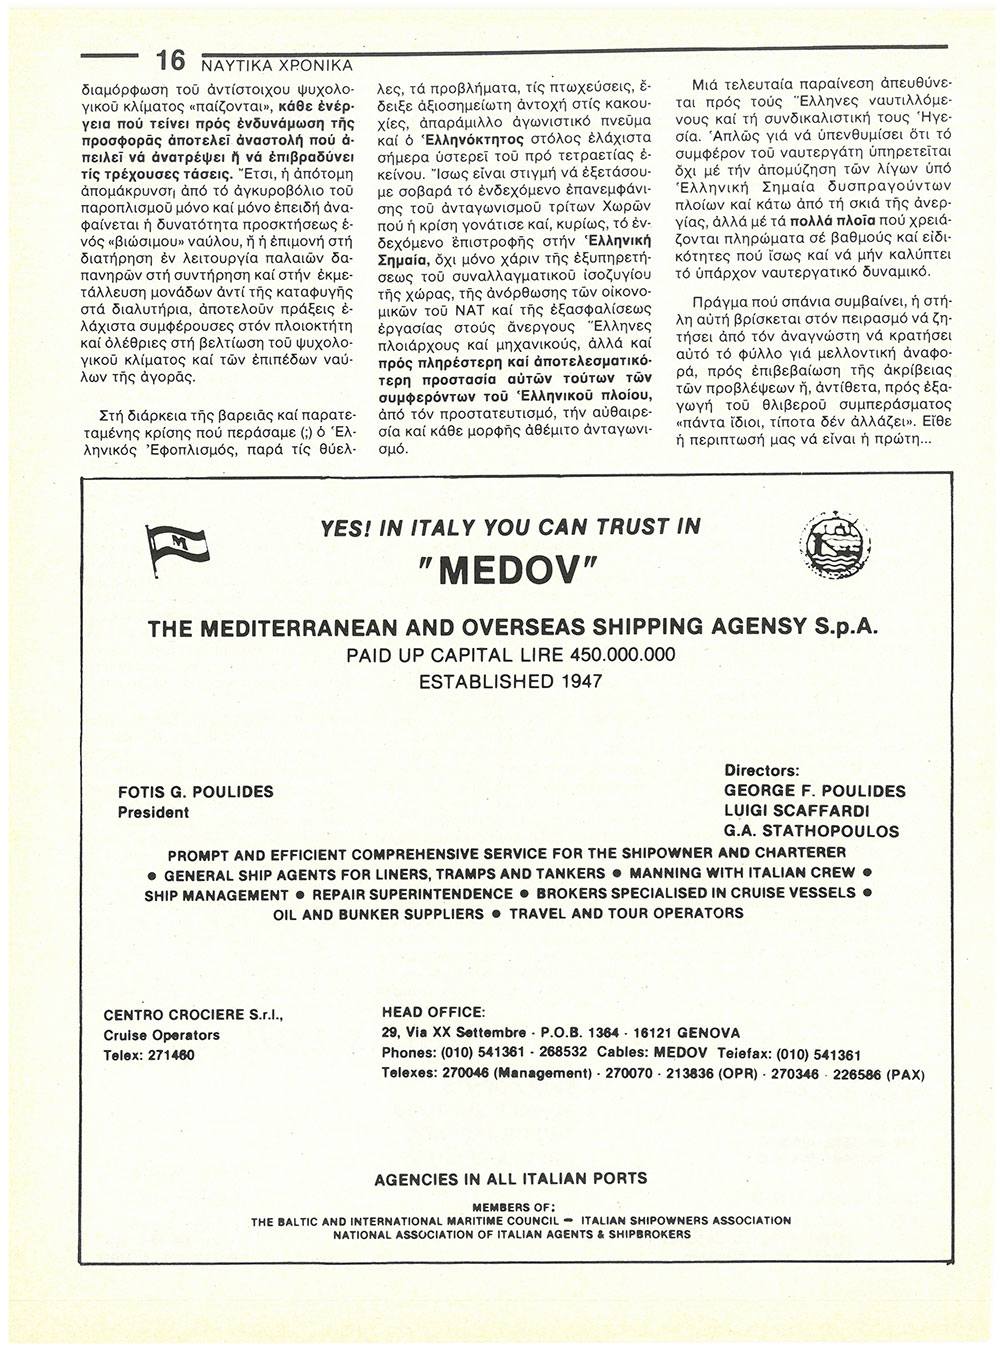 16
ΝΑΥΤΙΚΑ ΧΡΟΝΙΚΑ
διαμόρφωση τοῦ ἀντίστοιχου ψυχολο-
γικοῦ κλίματος «παίζονται», κάθε ἐνέρ-
γεια πού τείνει πρός ἐνδυνάμωση τῆς
προσφορᾶς ἀποτελεῖ ἀναστολή πού ἀ-
πειλεῖ νά ἀνατρέψει ἤ νά ἐπιβραδύνει
τίς τρέχουσες τάσεις. Ἔτσι, ἡ ἀπότομη
ἀπομάκρυνση ἀπό τό ἀγκυροβόλιο τοῦ
παροπλισμοῦ μόνο καί μόνο ἐπειδή ἀνα-
φαίνεται ἡ δυνατότητα προσκτήσεως ἑ-
νός «βιώσιμου» ναύλου, ἤ ἡ ἐπιμονή στή
διατήρηση ἐν λειτουργία παλαιῶν δα-
πανηρῶν στή συντήρηση καί στήν ἐκμε-
τάλλευση μονάδων ἀντί τῆς καταφυγῆς
στά διαλυτήρια, ἀποτελοῦν πράξεις ἐ-
λάχιστα συμφέρουσες στόν πλοιοκτήτη
καί ὀλέθριες στή βελτίωση τοῦ ψυχολο-
γικοῦ κλίματος καί τῶν ἐπιπέδων ναύ-
λων τῆς ἀγορᾶς.
Στή διάρκεια τῆς βαρειᾶς καί παρατε-
ταμένης κρίσης πού περάσαμε (;) ὁ Ἑλ-
ληνικός Ἐφοπλισμός, παρά τίς θύελ-
λες, τά προβλήματα, τίς πτωχεύσεις, ἔ-
δειξε ἀξιοσημείωτη ἀντοχή στίς κακου-
χίες, ἀπαράμιλλο ἀγωνιστικό πνεῦμα
καί ὁ Ἑλληνόκτητος στόλος ἐλάχιστα
σήμερα ὑστερεῖ τοῦ πρό τετραετίας ἐ-
κείνου. Ἴσως εἶναι στιγμή νά ἐξετάσου-
με σοβαρά τό ἐνδεχόμενο ἐπανεμφάνι-
σης τοῦ ἀνταγωνισμοῦ τρίτων Χωρῶν
πού ἡ κρίση γονάτισε καί, κυρίως, τό ἐν-
δεχόμενο ἐπιστροφῆς στήν Ἑλληνική
Σημαία, ὄχι μόνο χάριν τῆς ἐξυπηρετή-
σεως τοῦ συναλλαγματικοῦ ἰσοζυγίου
τῆς χώρας, τῆς ἀνόρθωσης τῶν οἰκονο-
μικῶν τοῦ ΝΑΤ καί τῆς ἐξασφαλίσεως
ἐργασίας στούς ἄνεργους Ἕλληνες
πλοιάρχους καί μηχανικούς, ἀλλά καί
πρός πληρέστερη καί ἀποτελεσματικό-
τερη προστασία αὐτῶν τούτων τῶν
συμφερόντων τοῦ Ἑλληνικοῦ πλοίου,
ἀπό τόν προστατευτισμό, τήν αὐθαιρε-
σία καί κάθε μορφῆς ἀθέμιτο ἀνταγωνι-
σμό.
Μιά τελευταία παραίνεση ἀπευθύνε-
ται πρός τούς Ἕλληνες ναυτιλλόμε-
νους καί τή συνδικαλιστική τους Ἡγε-
σία. Ἁπλῶς γιά νά ὑπενθυμίσει ὅτι τό
συμφέρον τοῦ ναυτεργάτη ὑπηρετεῖται
ὄχι μέ τήν ἀπομύζηση τῶν λίγων ὑπό
Ἑλληνική Σημαία δυσπραγούντων
πλοίων καί κάτω ἀπό τή σκιά τῆς ἀνερ-
γίας, ἀλλά μέ τά πολλά πλοῖα πού χρειά-
ζονται πληρώματα σέ βαθμούς καί εἰδι-
κότητες πού ἴσως καί νά μήν καλύπτει
τό ὑπάρχον ναυτεργατικό δυναμικό.
Πράγμα πού σπάνια συμβαίνει, ἡ στή-
λη αὐτή βρίσκεται στόν πειρασμό νά ζη-
τήσει ἀπό τόν ἀναγνώστη νά κρατήσει
αὐτό τό φύλλο γιά μελλοντική ἀναφο-
ρά, πρός ἐπιβεβαίωση τῆς ἀκρίβειας
τῶν προβλέψεων ἤ, ἀντίθετα, πρός ἐξα-
γωγή τοῦ θλιβεροῦ συμπεράσματος
«πάντα ἴδιοι, τίποτα δέν ἀλλάζει». Εἴθε
ἡ περιπτωσή μας νά εἶναι ἡ πρώτη...
M
YES! IN ITALY YOU CAN TRUST IN
"MEDOV"
THE MEDITERRANEAN AND OVERSEAS SHIPPING AGENSY S.p.A.
PAID UP CAPITAL LIRE 450.000.000
ESTABLISHED 1947
FOTIS G. POULIDES
President
Directors:
GEORGE F. POULIDES
LUIGI SCAFFARDI
G.A. STATHOPOULOS
PROMPT AND EFFICIENT COMPREHENSIVE SERVICE FOR THE SHIPOWNER AND CHARTERER
● GENERAL SHIP AGENTS FOR LINERS, TRAMPS AND TANKERS ● MANNING WITH ITALIAN CREW ●
SHIP MANAGEMENT ● REPAIR SUPERINTENDENCE ● BROKERS SPECIALISED IN CRUISE VESSELS ●
OIL AND BUNKER SUPPLIERS ● TRAVEL AND TOUR OPERATORS
CENTRO CROCIERE S.r.l.,
Cruise Operators
Telex: 271460
HEAD OFFICE:
29, Via XX Settembre - P.O.B. 1364 - 16121 GENOVA
Phones: (010) 541361 - 268532 Cables: MEDOV Telefax: (010) 541361
Telexes: 270046 (Management) - 270070 - 213836 (OPR) - 270346 - 226586 (PAX)
AGENCIES IN ALL ITALIAN PORTS
MEMBERS OF:
THE BALTIC AND INTERNATIONAL MARITIME COUNCIL — ITALIAN SHIPOWNERS ASSOCIATION
NATIONAL ASSOCIATION OF ITALIAN AGENTS & SHIPBROKERS